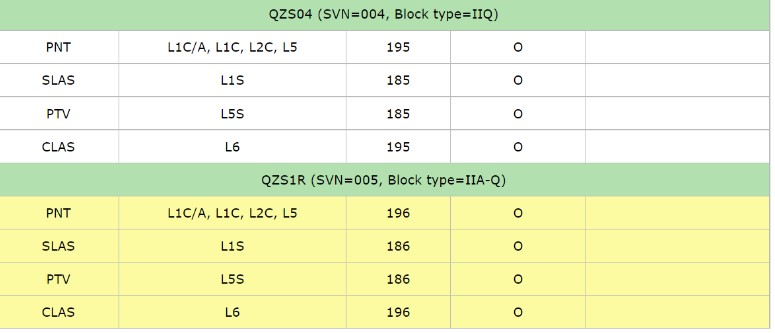 QZS04 (SVN=004, Block type=IIQ)
PNT L1C/A, L1C, L2C, L5 195 O
SLAS L1S 185 O
PTV L5S 185 O
CLAS L6 195 O
QZS1R (SVN=005, Block type=IIA-Q)
PNT L1C/A, L1C, L2C, L5 196 O
SLAS L1S 186 O
PTV L5S 186 O
CLAS L6 196 O